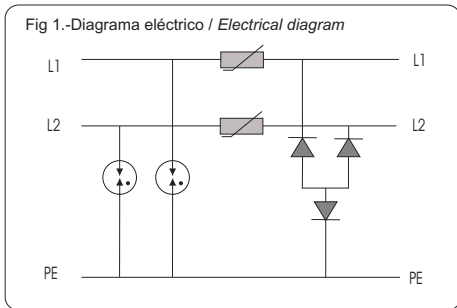 Fig 1.-Diagrama eléctrico / Electrical diagram
L1 L1
L2 L2
PE PE